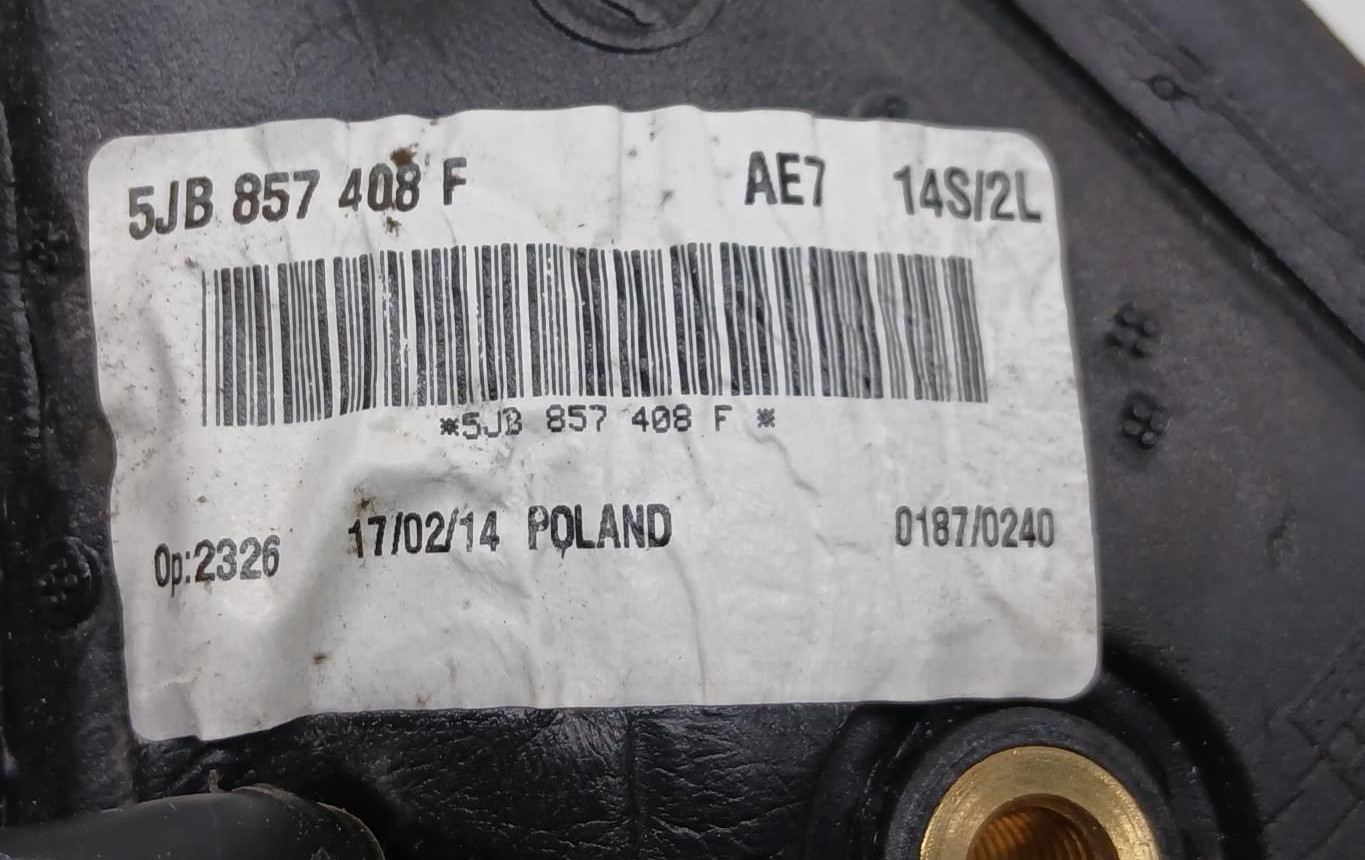 5JB 857 408 F AE7 14S/2L
*5JB 857 408 F *
Op:2326 17/02/14 POLAND 0187/0240